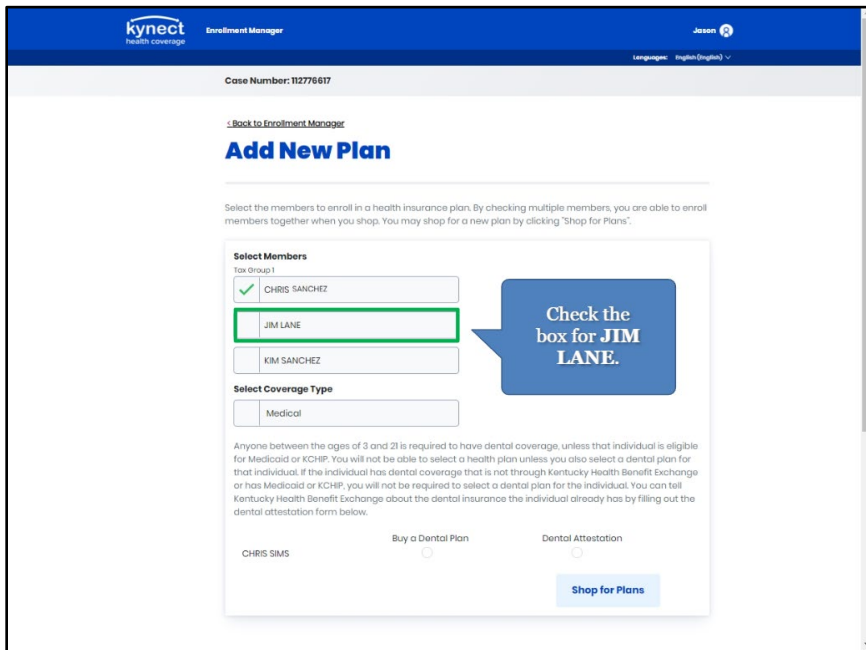 kynect
health coverage
Enrollment Manager
Jason
Languages: English (English)
Case Number: 112776617
< Back to Enrollment Manager
Add New Plan
Select the members to enroll in a health insurance plan. By checking multiple members, you are able to enroll
members together when you shop. You may shop for a new plan by clicking "Shop for Plans".
Select Members
Tax Group 1
CHRIS SANCHEZ
JIM LANE
KIM SANCHEZ
Check the
box for JIM
LANE.
Select Coverage Type
Medical
Anyone between the ages of 3 and 21 is required to have dental coverage, unless that individual is eligible
for Medicaid or KCHIP. You will not be able to select a health plan unless you also select a dental plan for
that individual. If the individual has dental coverage that is not through Kentucky Health Benefit Exchange
or has Medicaid or KCHIP, you will not be required to select a dental plan for the individual. You can tell
Kentucky Health Benefit Exchange about the dental insurance the individual already has by filling out the
dental attestation form below.
Buy a Dental Plan Dental Attestation
CHRIS SIMS
Shop for Plans